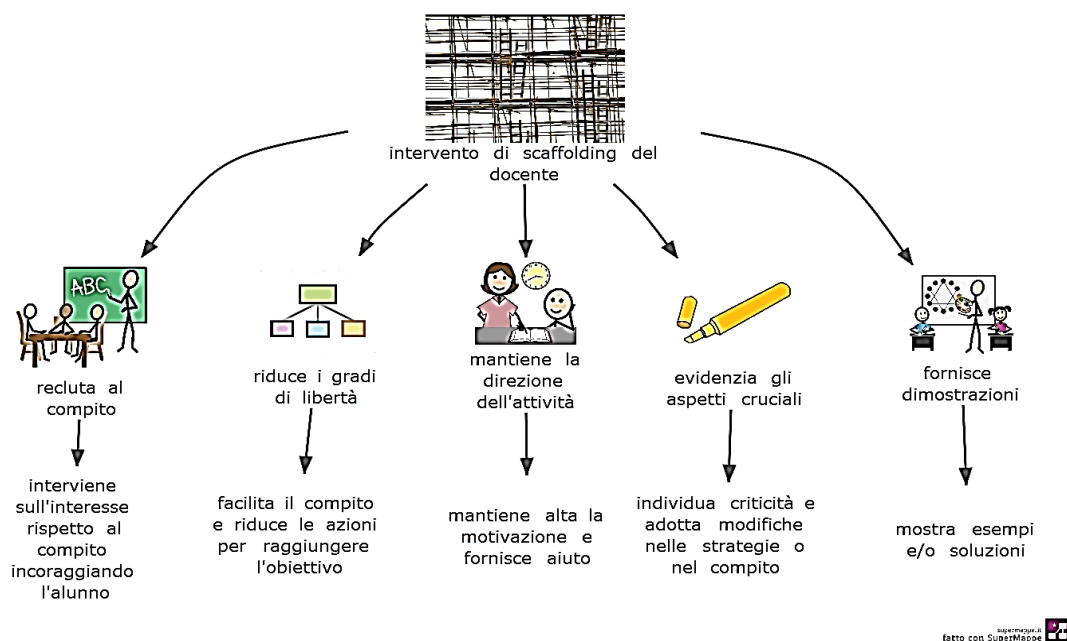 intervento di scaffolding del
docente
ABC
recluta al
compito
riduce i gradi
di libertà
mantiene la
direzione
dell'attività
evidenzia gli
aspetti cruciali
fornisce
dimostrazioni
interviene
sull'interesse
rispetto al
compito
incoraggiando
l'alunno
facilita il compito
e riduce le azioni
per raggiungere
l'obiettivo
mantiene alta la
motivazione e
fornisce aiuto
individua criticità e
adotta modifiche
nelle strategie o
nel compito
mostra esempi
e/o soluzioni
supermappe.it
fatto con SuperMappe